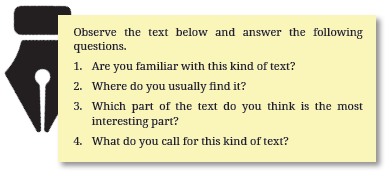 Observe the text below and answer the following
questions.
1. Are you familiar with this kind of text?
2. Where do you usually find it?
3. Which part of the text do you think is the most
interesting part?
4. What do you call for this kind of text?